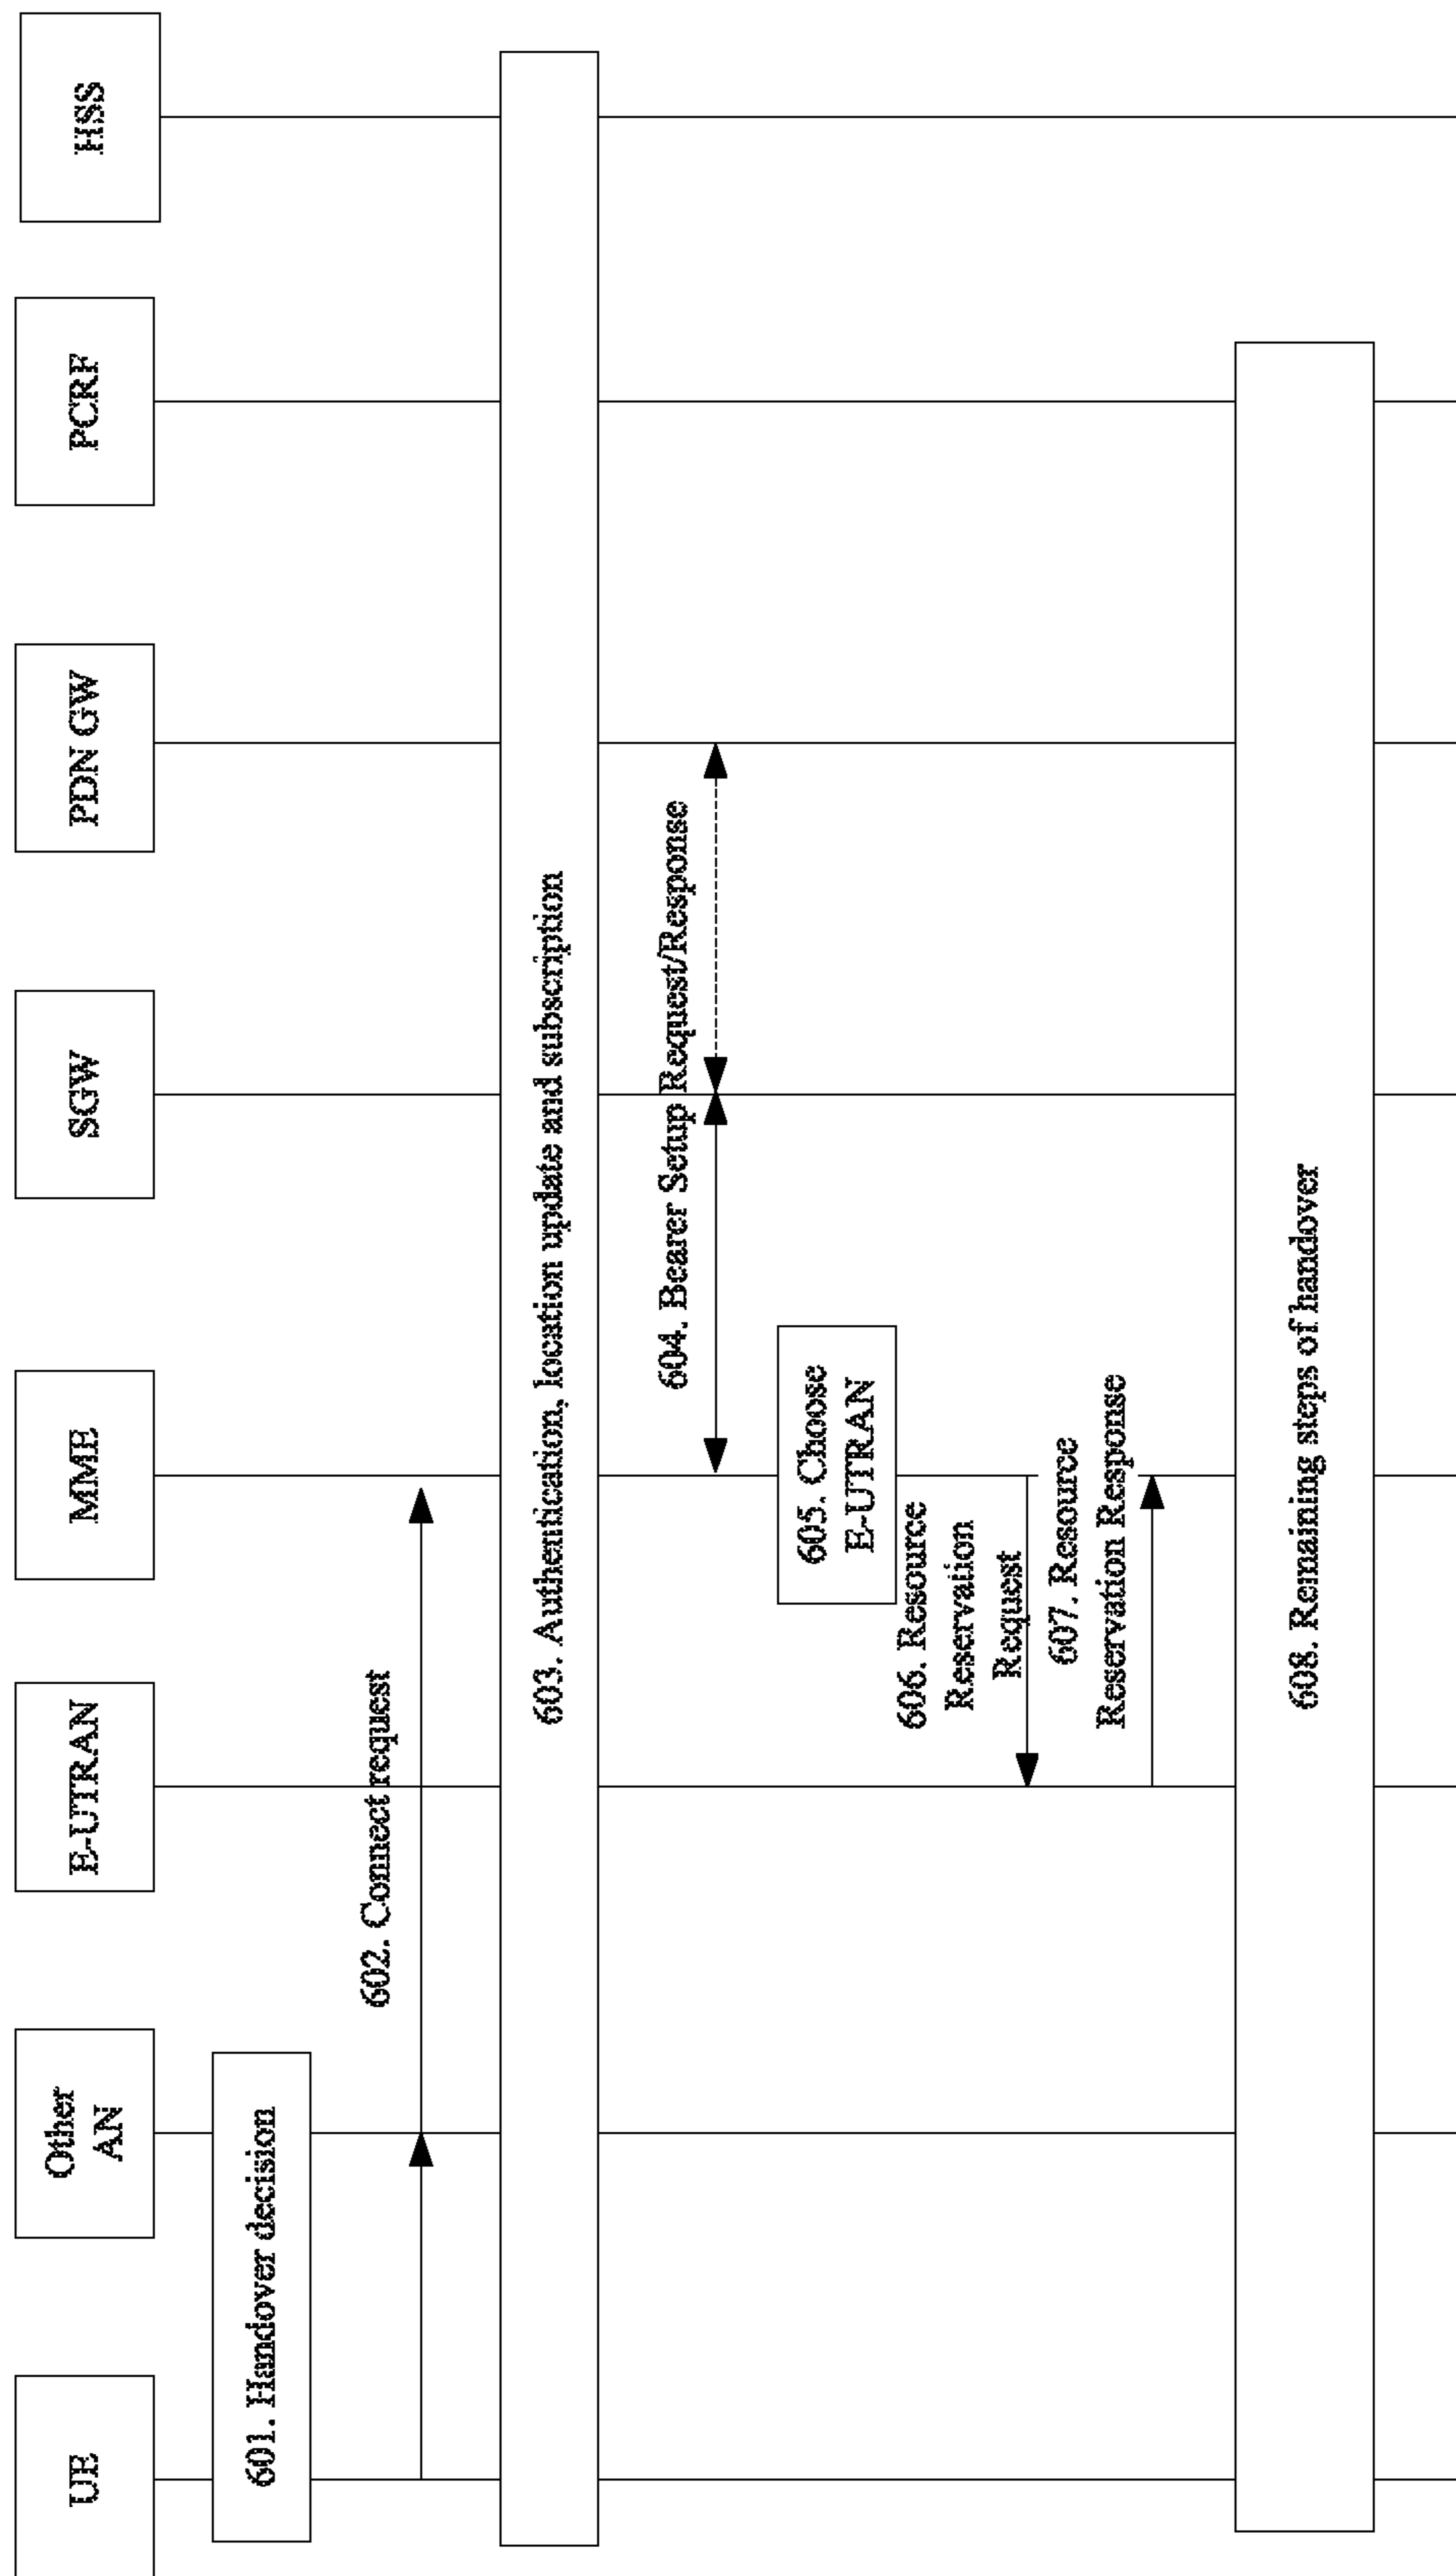 UE
Other
AN
E-UTRAN
MME
SGW
PDN GW
PCRF
HSS
601. Handover decision
602. Connect request
603. Authentication, location update and subscription
604. Bearer Setup Request/Response
605. Choose
E-UTRAN
606. Resource
Reservation
Request
607. Resource
Reservation Response
608. Remaining steps of handover